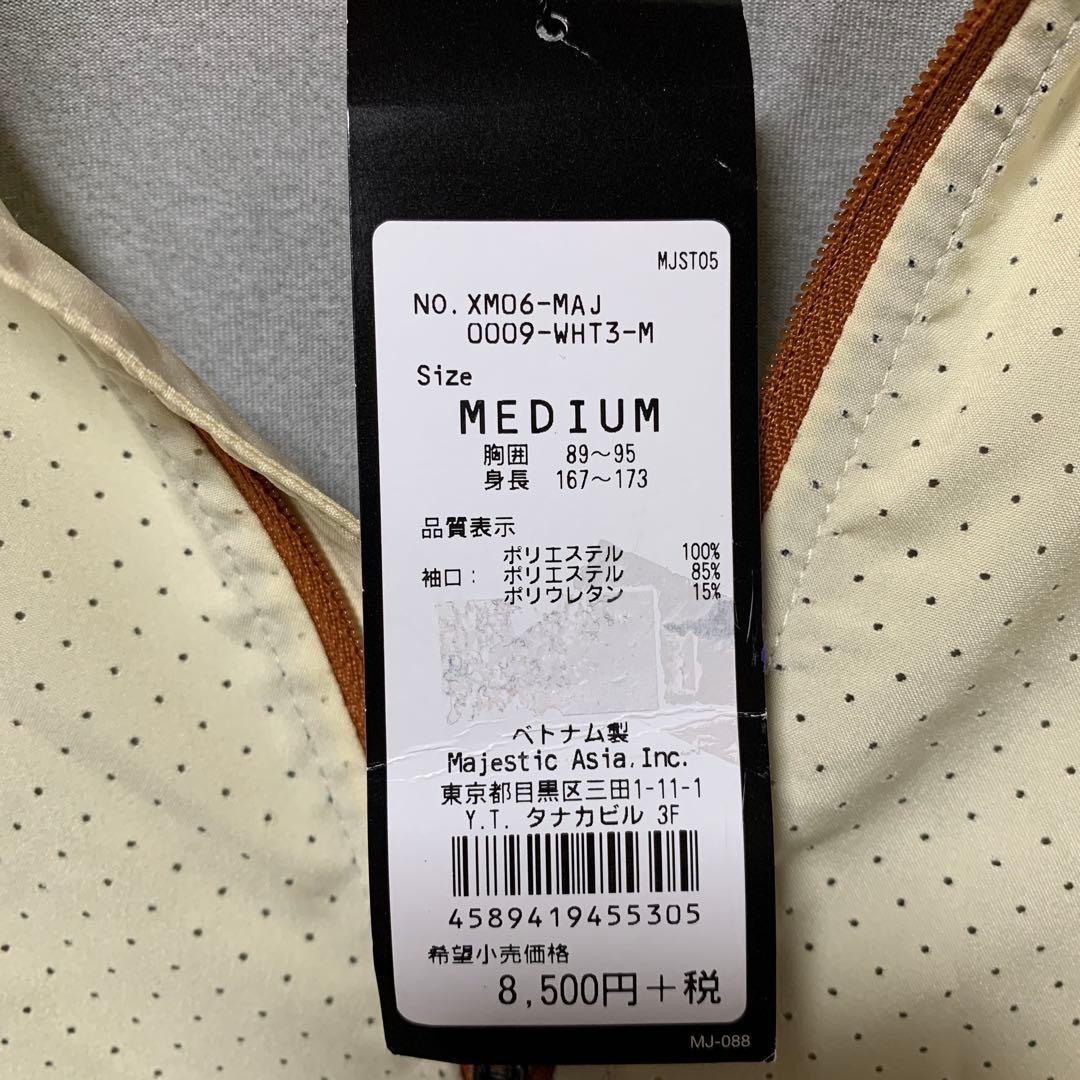 MJST05
NO. XM06-MAJ
0009-WHT3-M
Size
MEDIUM
胸囲 89～95
身長 167～173
品質表示
ポリエステル 100%
袖口： ポリエステル 85%
ポリウレタン 15%
ベトナム製
Majestic Asia, Inc.
東京都目黒区三田1-11-1
Y.T. タナカビル 3F
4589419455305
希望小売価格
8,500円＋税
MJ-088